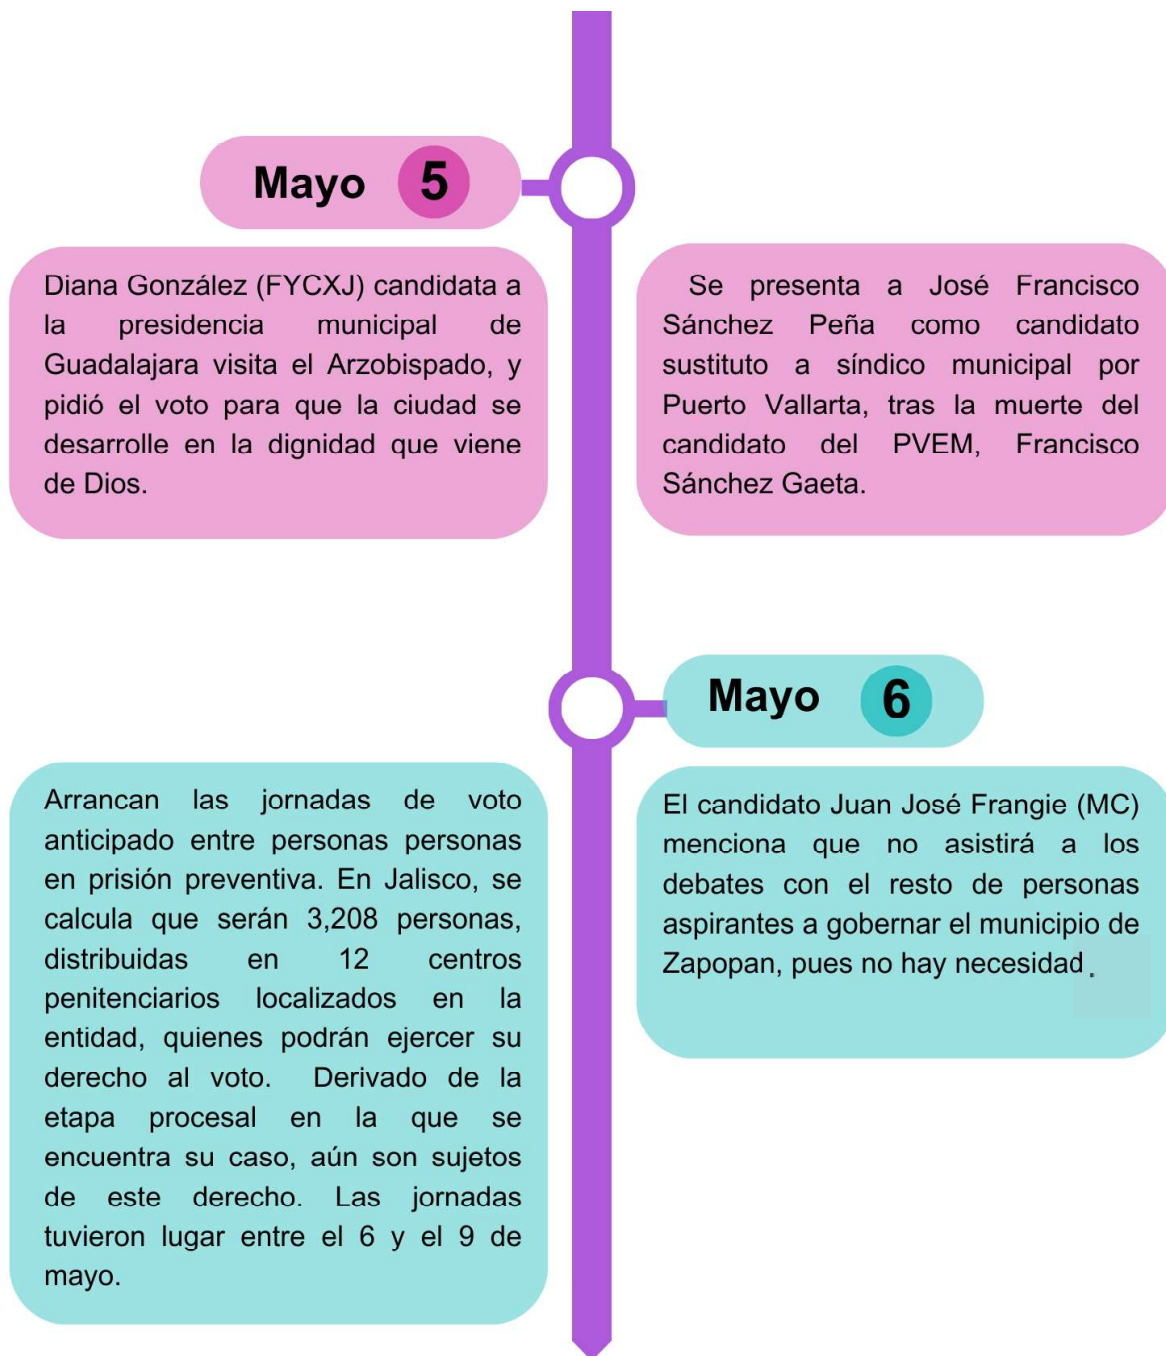 Mayo 5
Diana González (FYCXJ) candidata a
la presidencia municipal de
Guadalajara visita el Arzobispado, y
pidió el voto para que la ciudad se
desarrolle en la dignidad que viene
de Dios.
Se presenta a José Francisco
Sánchez Peña como candidato
sustituto a síndico municipal por
Puerto Vallarta, tras la muerte del
candidato del PVEM, Francisco
Sánchez Gaeta.
Mayo 6
Arrancan las jornadas de voto
anticipado entre personas personas
en prisión preventiva. En Jalisco, se
calcula que serán 3,208 personas,
distribuidas en 12 centros
penitenciarios localizados en la
entidad, quienes podrán ejercer su
derecho al voto. Derivado de la
etapa procesal en la que se
encuentra su caso, aún son sujetos
de este derecho. Las jornadas
tuvieron lugar entre el 6 y el 9 de
mayo.
El candidato Juan José Frangie (MC)
menciona que no asistirá a los
debates con el resto de personas
aspirantes a gobernar el municipio de
Zapopan, pues no hay necesidad .